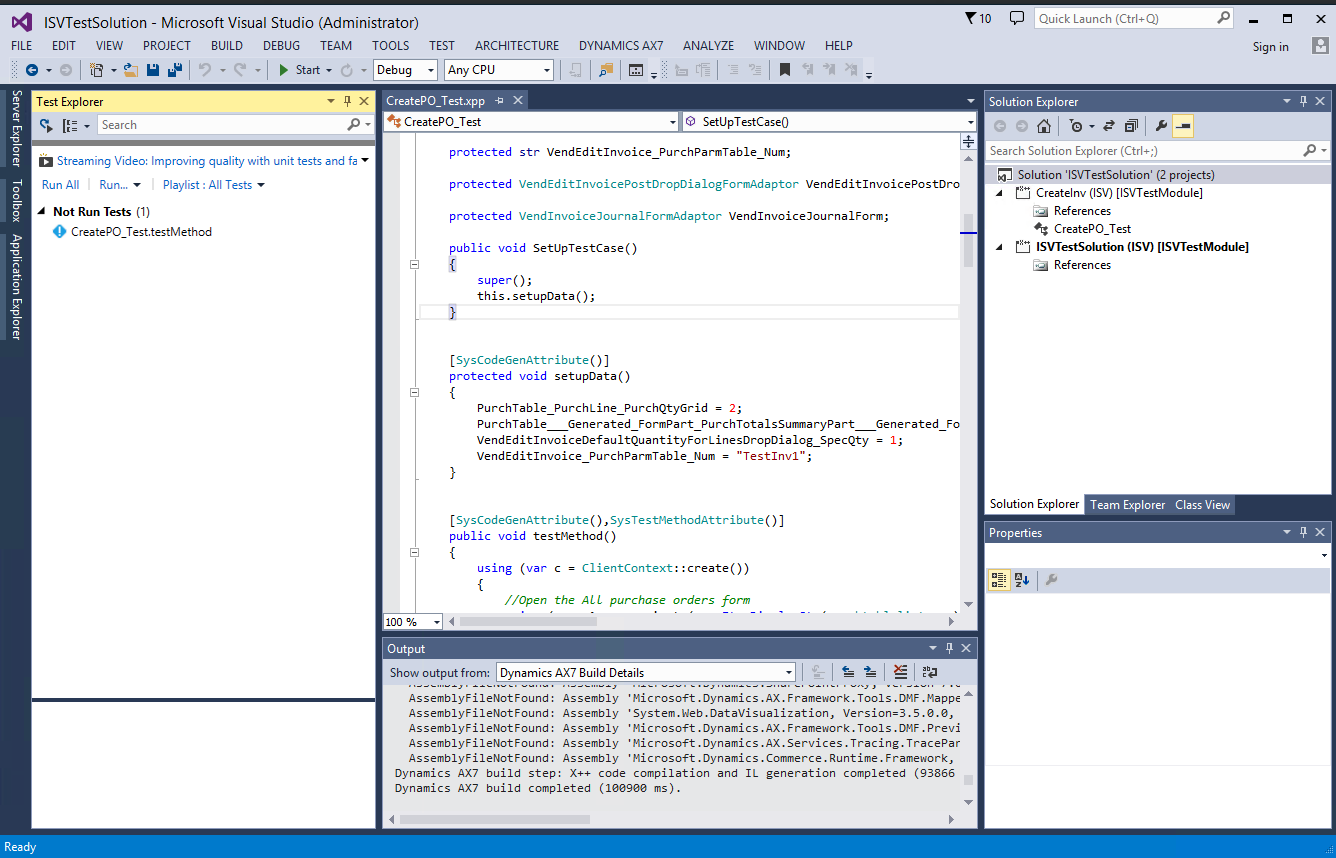 ISVTestSolution - Microsoft Visual Studio (Administrator)
10
Quick Launch (Ctrl+Q)
FILE EDIT VIEW PROJECT BUILD DEBUG TEAM TOOLS TEST ARCHITECTURE DYNAMICS AX7 ANALYZE WINDOW HELP
Sign in
Start Debug Any CPU
Server Explorer
Toolbox
Application Explorer
Test Explorer
Search
Streaming Video: Improving quality with unit tests and fa
Run All Run... Playlist : All Tests
Not Run Tests (1)
CreatePO_Test.testMethod
CreatePO_Test.xpp
CreatePO_Test SetUpTestCase()
protected str VendEditInvoice_PurchParmTable_Num;
protected VendEditInvoicePostDropDialogFormAdaptor VendEditInvoicePostDro
protected VendInvoiceJournalFormAdaptor VendInvoiceJournalForm;
public void SetUpTestCase()
{
super();
this.setupData();
}
[SysCodeGenAttribute()]
protected void setupData()
{
PurchTable_PurchLine_PurchQtyGrid = 2;
PurchTable___Generated_FormPart_PurchTotalsSummaryPart___Generated_Fo
VendEditInvoiceDefaultQuantityForLinesDropDialog_SpecQty = 1;
VendEditInvoice_PurchParmTable_Num = "TestInv1";
}
[SysCodeGenAttribute(),SysTestMethodAttribute()]
public void testMethod()
{
using (var c = ClientContext::create())
{
//Open the All purchase orders form
100 %
Output
Show output from: Dynamics AX7 Build Details
AssemblyFileNotFound: Assembly 'Microsoft.Dynamics.SharePointProxy, Version
AssemblyFileNotFound: Assembly 'Microsoft.Dynamics.AX.Framework.Tools.DMF.Mappe
AssemblyFileNotFound: Assembly 'System.Web.DataVisualization, Version=3.5.0.0,
AssemblyFileNotFound: Assembly 'Microsoft.Dynamics.AX.Framework.Tools.DMF.Previ
AssemblyFileNotFound: Assembly 'Microsoft.Dynamics.AX.Services.Tracing.TracePar
AssemblyFileNotFound: Assembly 'Microsoft.Dynamics.Commerce.Runtime.Framework,
Dynamics AX7 build step: X++ code compilation and IL generation completed (93866
Dynamics AX7 build completed (100900 ms).
Solution Explorer
Search Solution Explorer (Ctrl+;)
Solution 'ISVTestSolution' (2 projects)
CreateInv (ISV) [ISVTestModule]
References
CreatePO_Test
ISVTestSolution (ISV) [ISVTestModule]
References
Solution Explorer Team Explorer Class View
Properties
Ready